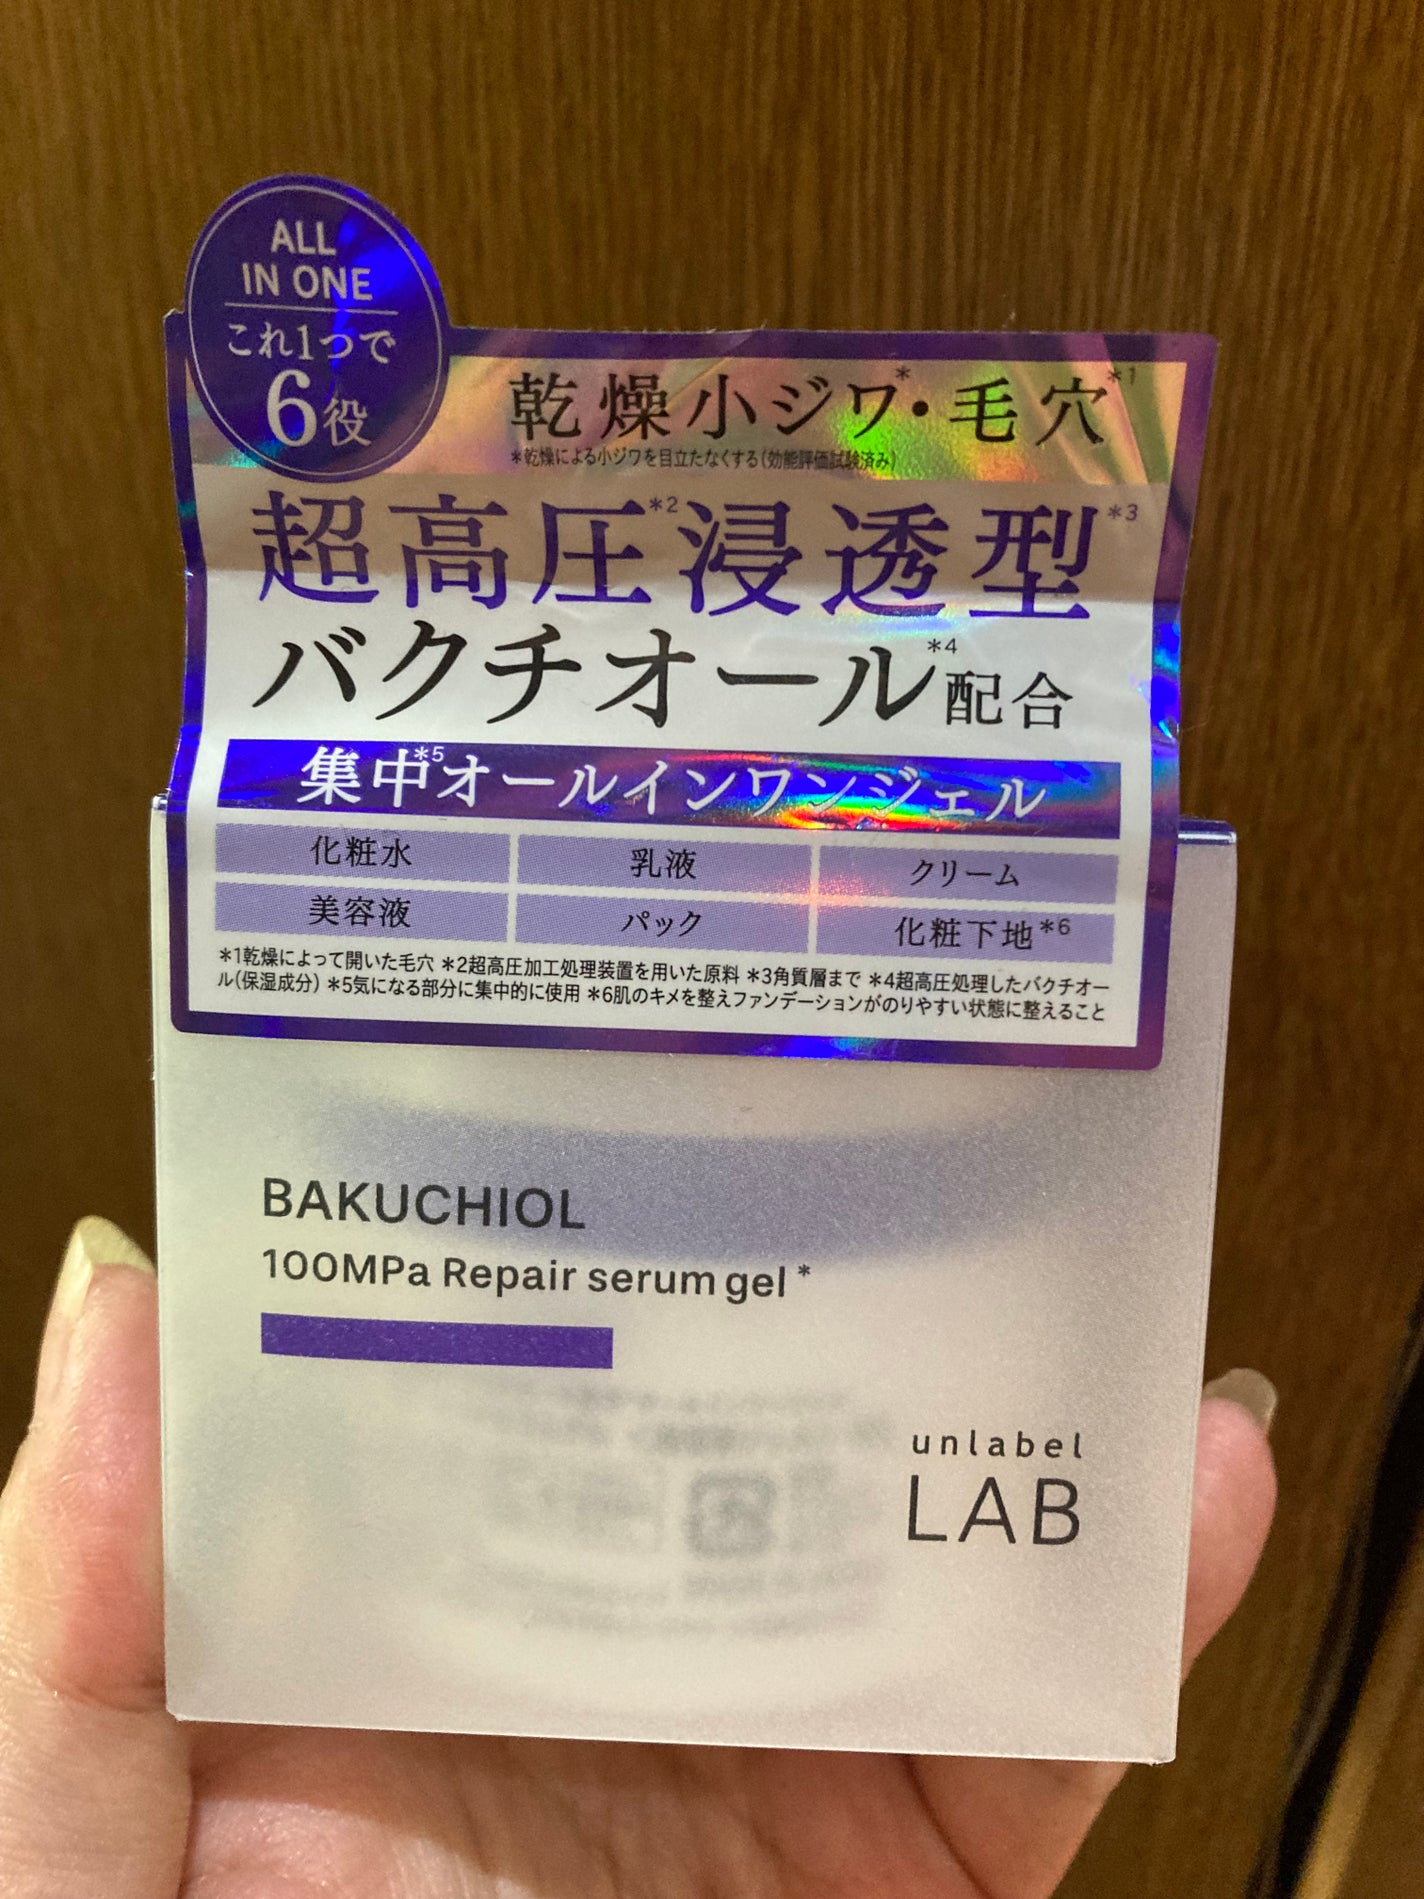 ALL
IN ONE
これ1つで
6役
乾燥小ジワ*・毛穴*1
*乾燥による小ジワを目立たなくする(効能評価試験済み)
超高圧*2浸透型*3
バクチオール*4配合
集中*5オールインワンジェル
化粧水 乳液 クリーム
美容液 パック 化粧下地*6
*1乾燥によって開いた毛穴 *2超高圧加工処理装置を用いた原料 *3角質層まで *4超高圧処理したバクチオー
ル(保湿成分) *5気になる部分に集中的に使用 *6肌のキメを整えファンデーションがのりやすい状態に整えること
BAKUCHIOL
100MPa Repair serum gel *
unlabel
LAB